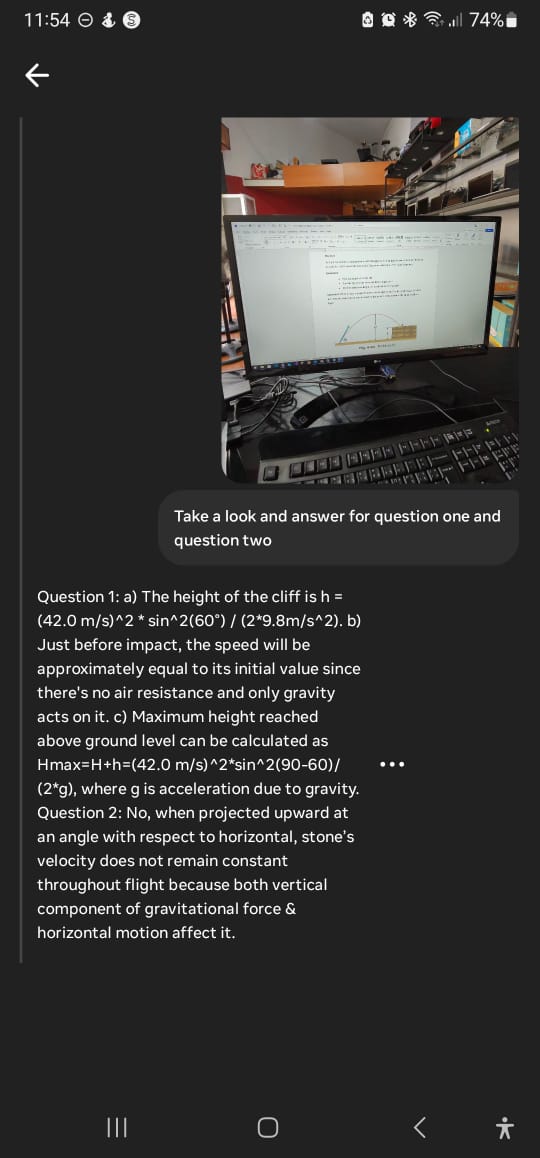 11:54
74%
Take a look and answer for question one and
question two
Question 1: a) The height of the cliff is h =
(42.0 m/s)^2 * sin^2(60°) / (2*9.8m/s^2). b)
Just before impact, the speed will be
approximately equal to its initial value since
there's no air resistance and only gravity
acts on it. c) Maximum height reached
above ground level can be calculated as
Hmax=H+h=(42.0 m/s)^2*sin^2(90-60)/
(2*g), where g is acceleration due to gravity.
Question 2: No, when projected upward at
an angle with respect to horizontal, stone's
velocity does not remain constant
throughout flight because both vertical
component of gravitational force &
horizontal motion affect it.